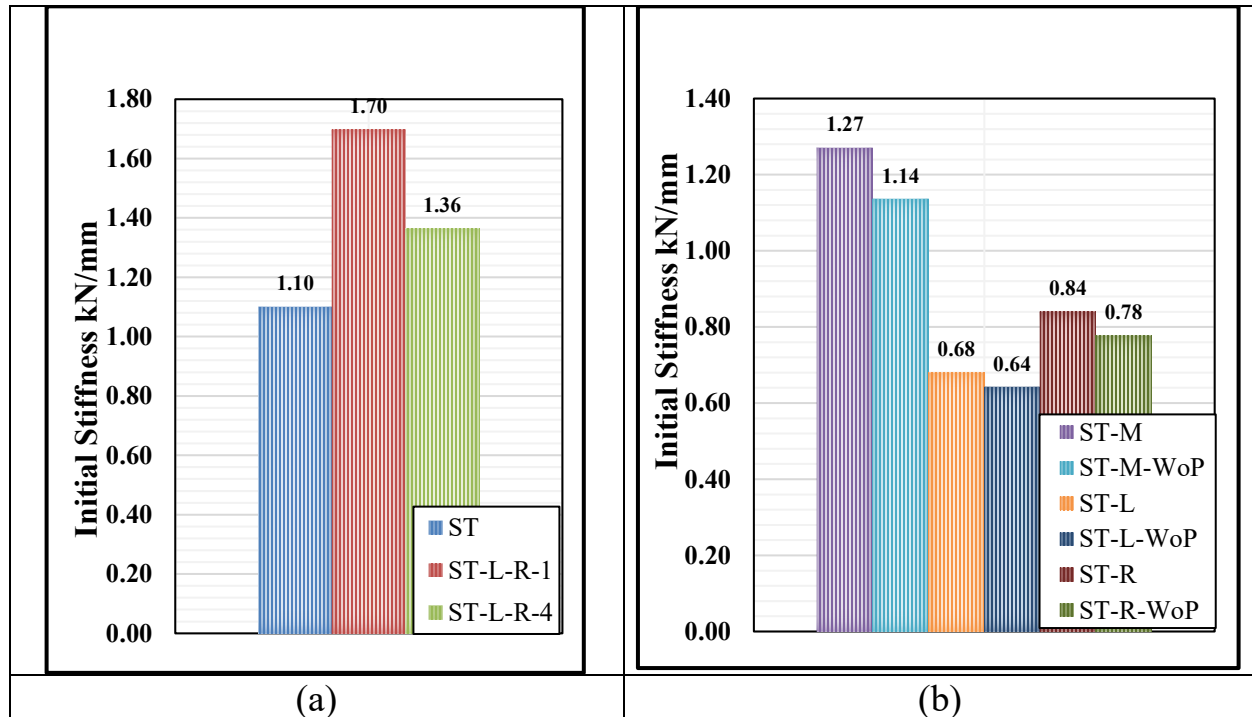 Initial Stiffness kN/mm
1.80
1.60
1.40
1.20
1.00
0.80
0.60
0.40
0.20
0.00
1.10
1.70
1.36
ST
ST-L-R-1
ST-L-R-4
(a)
Initial Stiffness kN/mm
1.40
1.20
1.00
0.80
0.60
0.40
0.20
0.00
1.27
1.14
0.68
0.64
0.84
0.78
ST-M
ST-M-WoP
ST-L
ST-L-WoP
ST-R
ST-R-WoP
(b)